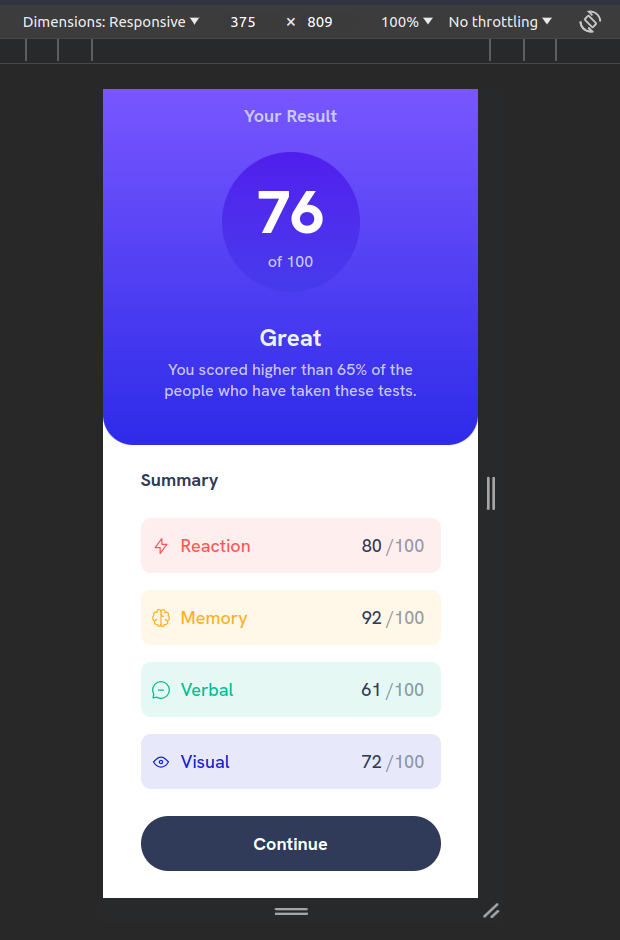 Dimensions: Responsive ▼ 375 × 809 100% ▼ No throttling ▼
Your Result
76
of 100
Great
You scored higher than 65% of the
people who have taken these tests.
Summary
Reaction 80 /100
Memory 92 /100
Verbal 61 /100
Visual 72 /100
Continue